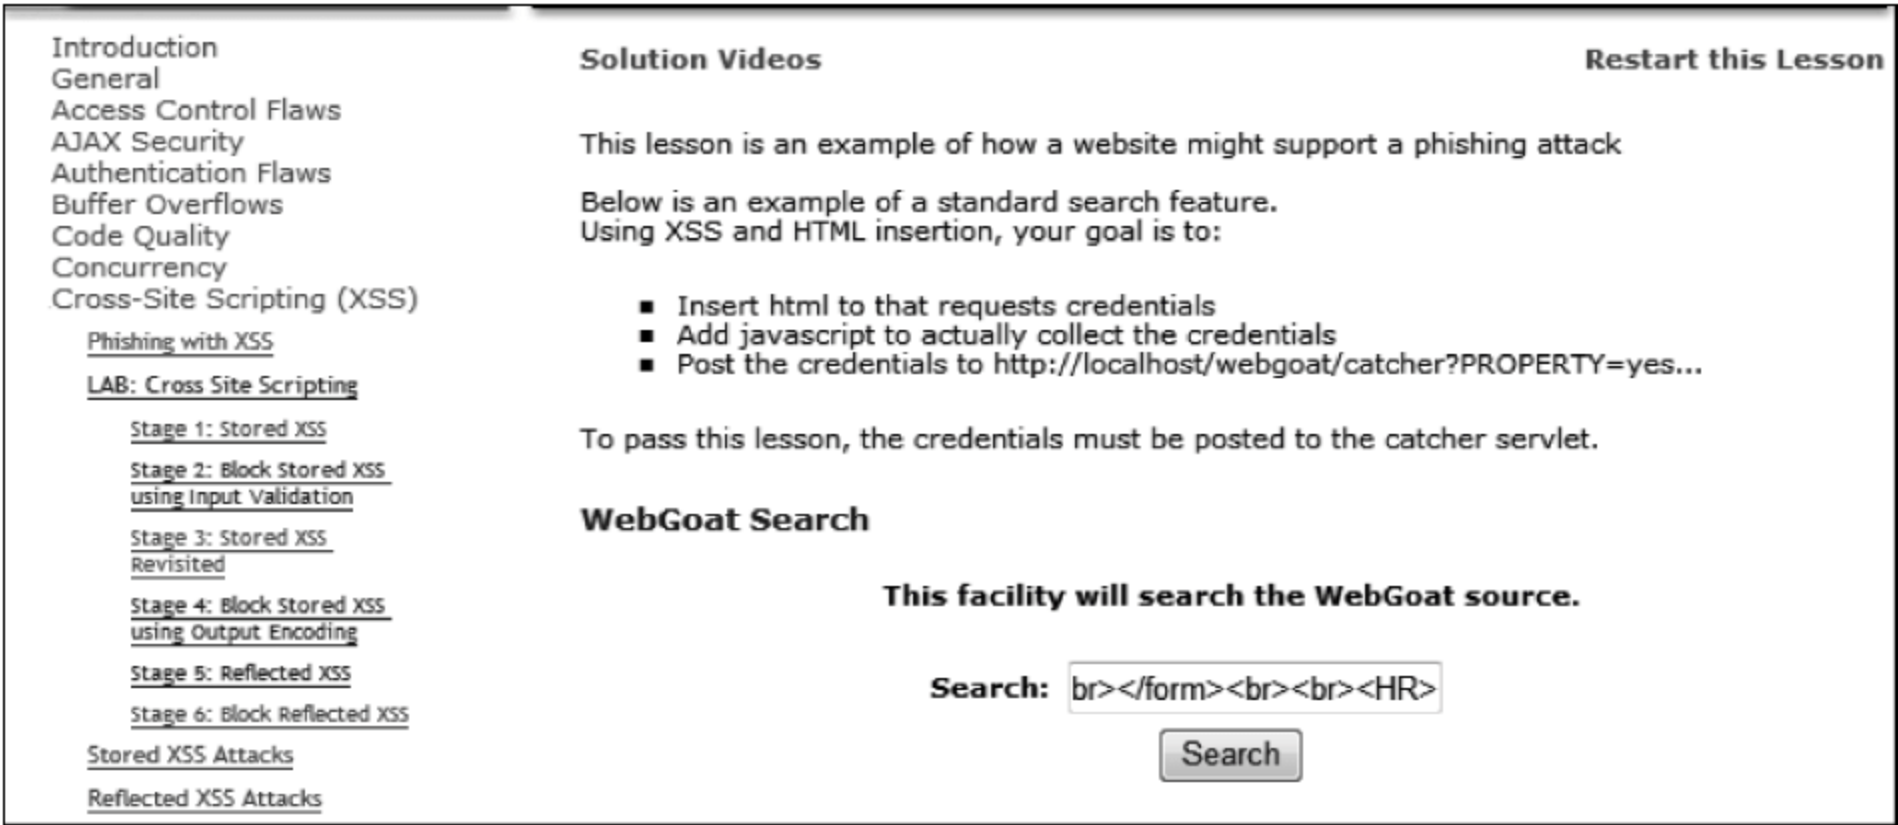 Introduction
General
Access Control Flaws
AJAX Security
Authentication Flaws
Buffer Overflows
Code Quality
Concurrency
Cross-Site Scripting (XSS)
Phishing with XSS
LAB: Cross Site Scripting
Stage 1: Stored XSS
Stage 2: Block Stored XSS
using Input Validation
Stage 3: Stored XSS
Revisited
Stage 4: Block Stored XSS
using Output Encoding
Stage 5: Reflected XSS
Stage 6: Block Reflected XSS
Stored XSS Attacks
Reflected XSS Attacks
Solution Videos
Restart this Lesson
This lesson is an example of how a website might support a phishing attack
Below is an example of a standard search feature.
Using XSS and HTML insertion, your goal is to:
■ Insert html to that requests credentials
■ Add javascript to actually collect the credentials
■ Post the credentials to http://localhost/webgoat/catcher?PROPERTY=yes...
To pass this lesson, the credentials must be posted to the catcher servlet.
WebGoat Search
This facility will search the WebGoat source.
Search: br></form><br><br><HR>
Search